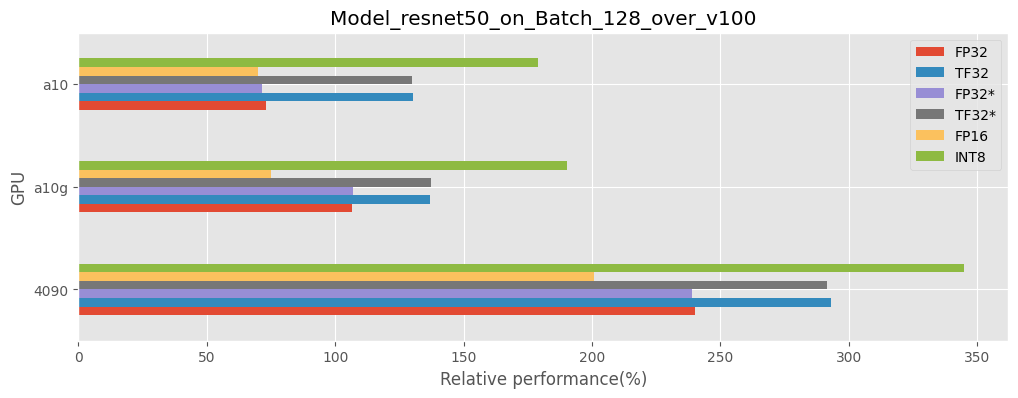 Model_resnet50_on_Batch_128_over_v100
FP32
TF32
FP32*
TF32*
FP16
INT8
a10
a10g
4090
GPU
0 50 100 150 200 250 300 350
Relative performance(%)